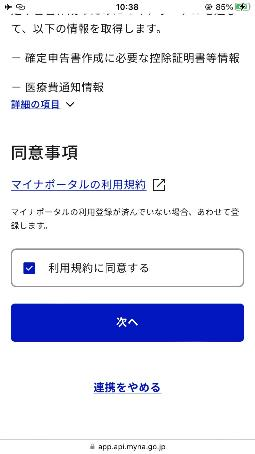 10:38
85%
て、以下の情報を取得します。
― 確定申告書作成に必要な控除証明書等情報
― 医療費通知情報
詳細の項目
同意事項
マイナポータルの利用規約
マイナポータルの利用登録が済んでいない場合、あわせて登
録します。
利用規約に同意する
次へ
連携をやめる
app.api.myna.go.jp